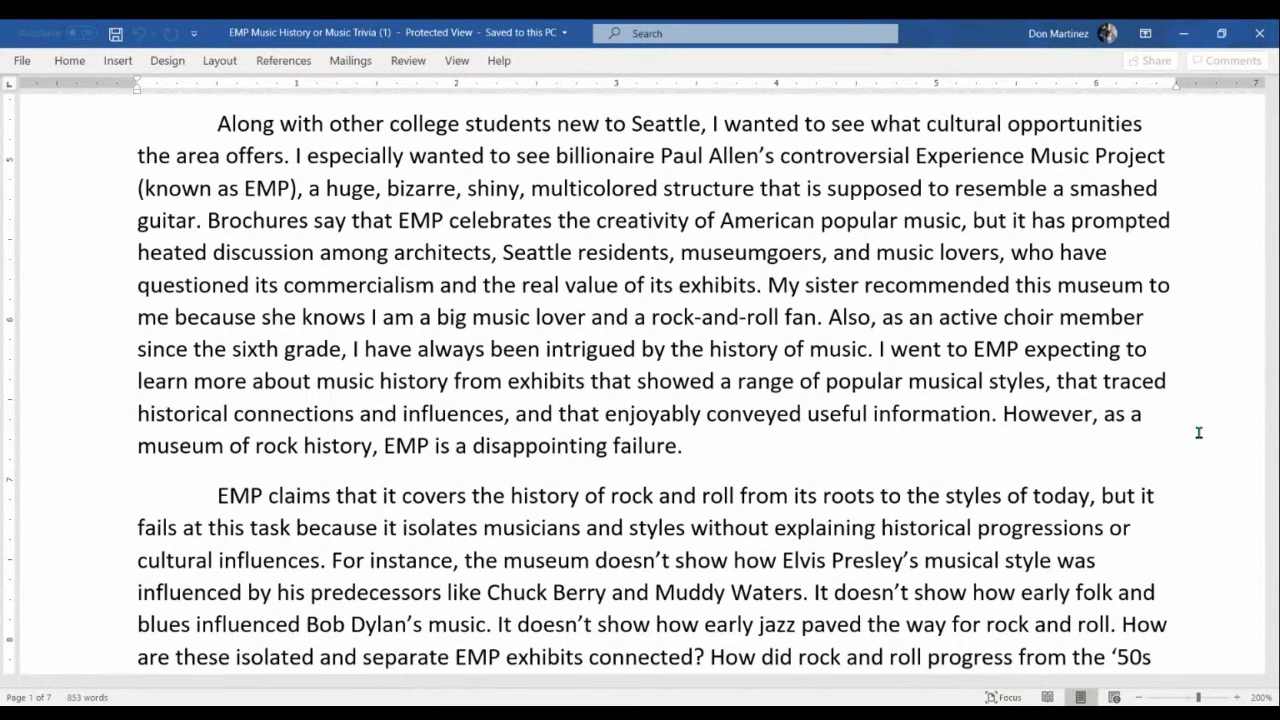 AutoSave Off
EMP Music History or Music Trivia (1) - Protected View - Saved to this PC
Search
Don Martinez
File Home Insert Design Layout References Mailings Review View Help
Share Comments
1 2 3 4 5 6 7
Along with other college students new to Seattle, I wanted to see what cultural opportunities
the area offers. I especially wanted to see billionaire Paul Allen’s controversial Experience Music Project
(known as EMP), a huge, bizarre, shiny, multicolored structure that is supposed to resemble a smashed
guitar. Brochures say that EMP celebrates the creativity of American popular music, but it has prompted
heated discussion among architects, Seattle residents, museumgoers, and music lovers, who have
questioned its commercialism and the real value of its exhibits. My sister recommended this museum to
me because she knows I am a big music lover and a rock-and-roll fan. Also, as an active choir member
since the sixth grade, I have always been intrigued by the history of music. I went to EMP expecting to
learn more about music history from exhibits that showed a range of popular musical styles, that traced
historical connections and influences, and that enjoyably conveyed useful information. However, as a
museum of rock history, EMP is a disappointing failure.
EMP claims that it covers the history of rock and roll from its roots to the styles of today, but it
fails at this task because it isolates musicians and styles without explaining historical progressions or
cultural influences. For instance, the museum doesn’t show how Elvis Presley’s musical style was
influenced by his predecessors like Chuck Berry and Muddy Waters. It doesn’t show how early folk and
blues influenced Bob Dylan’s music. It doesn’t show how early jazz paved the way for rock and roll. How
are these isolated and separate EMP exhibits connected? How did rock and roll progress from the ‘50s
5
6
7
8
Page 1 of 7 853 words
Focus
200%